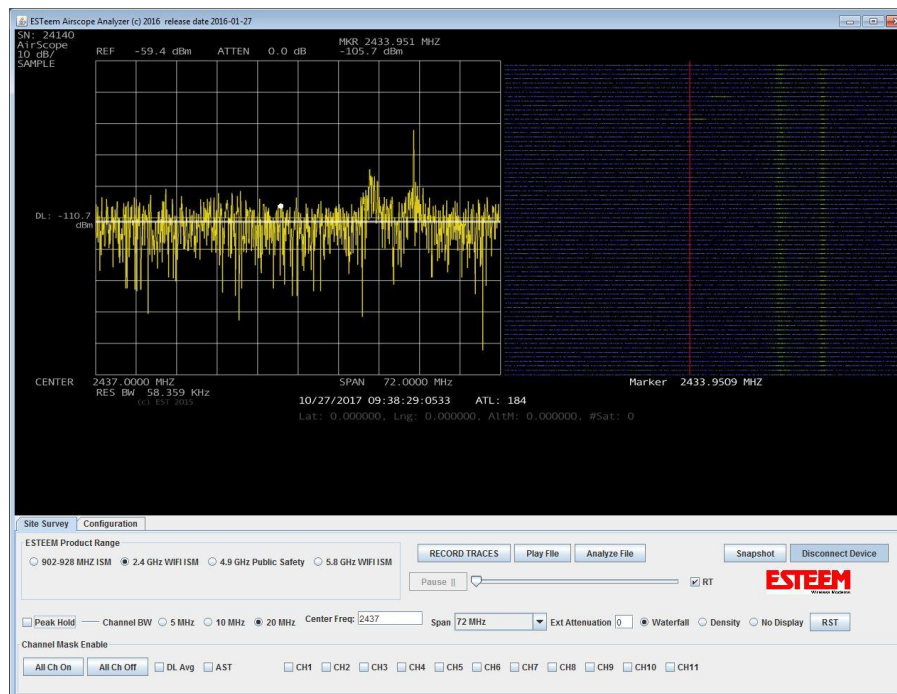 ESTeem Airscope Analyzer (c) 2016 release date 2016-01-27
SN: 24140
AirScope
10 dB/
SAMPLE
REF -59.4 dBm ATTEN 0.0 dB
MKR 2433.951 MHZ
-105.7 dBm
DL: -110.7
dBm
CENTER 2437.0000 MHZ SPAN 72.0000 MHZ Marker 2433.9509 MHZ
RES BW 58.359 KHz
(c) EST 2015
10/27/2017 09:38:29:0533 ATL: 184
Lat: 0.000000, Lng: 0.000000, AltM: 0.000000, #Sat: 0
Site Survey Configuration
ESTEEM Product Range
902-928 MHZ ISM 2.4 GHz WIFI ISM 4.9 GHz Public Safety 5.8 GHz WIFI ISM
RECORD TRACES Play File Analyze File Snapshot Disconnect Device
Pause || RT
ESTEEM
Wireless Modems
Peak Hold Channel BW 5 MHz 10 MHz 20 MHz Center Freq: 2437 Span 72 MHz Ext Attenuation 0 Waterfall Density No Display RST
Channel Mask Enable
All Ch On All Ch Off DL Avg AST CH1 CH2 CH3 CH4 CH5 CH6 CH7 CH8 CH9 CH10 CH11